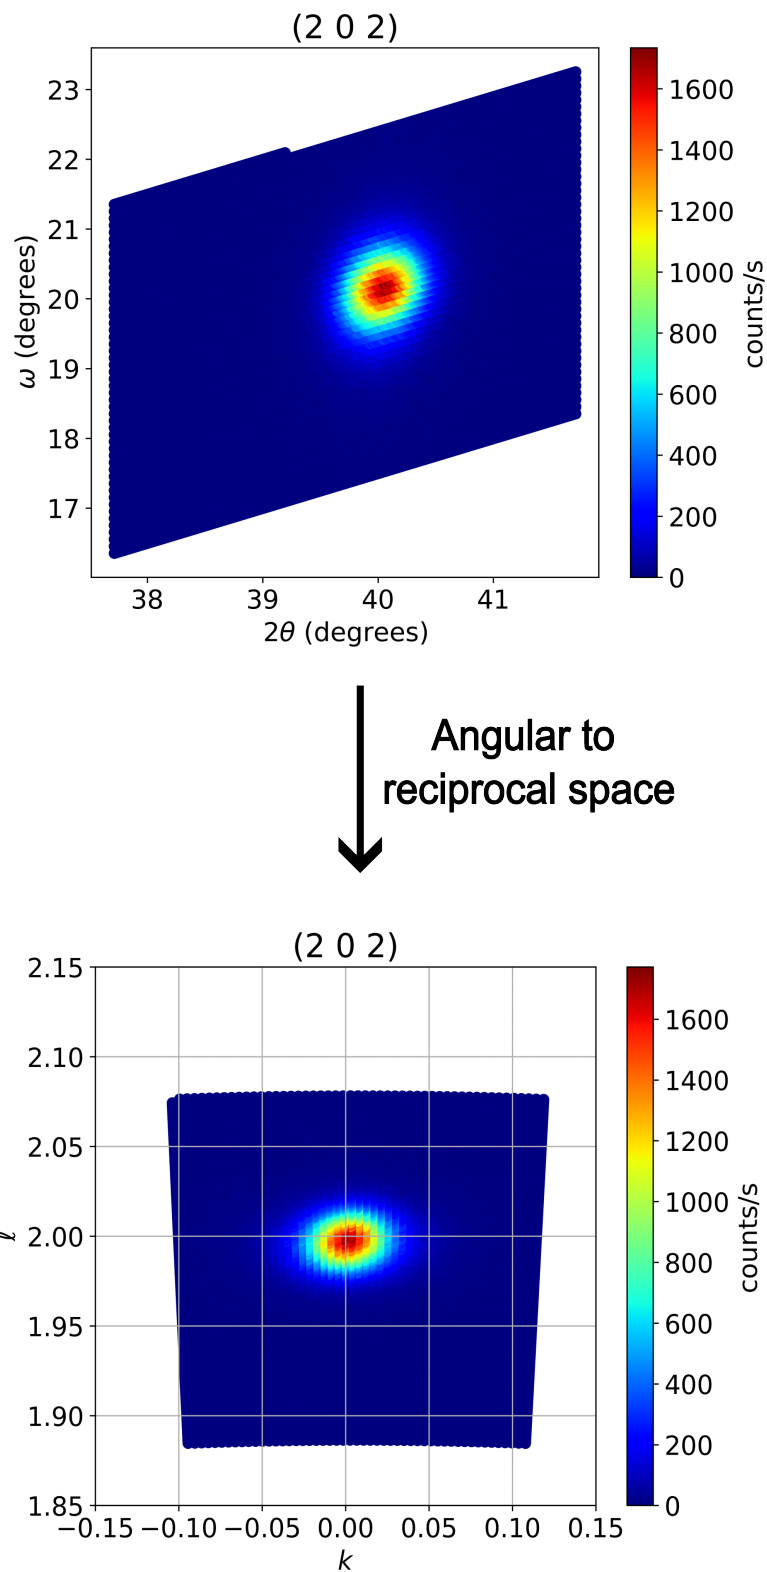 (2 0 2)
23
22
21
20
19
18
17
ω (degrees)
38 39 40 41
2θ (degrees)
1600
1400
1200
1000
800
600
400
200
0
counts/s
Angular to
reciprocal space
(2 0 2)
2.15
2.10
2.05
2.00
1.95
1.90
1.85
ℓ
−0.15 −0.10 −0.05 0.00 0.05 0.10 0.15
k
1600
1400
1200
1000
800
600
400
200
0
counts/s